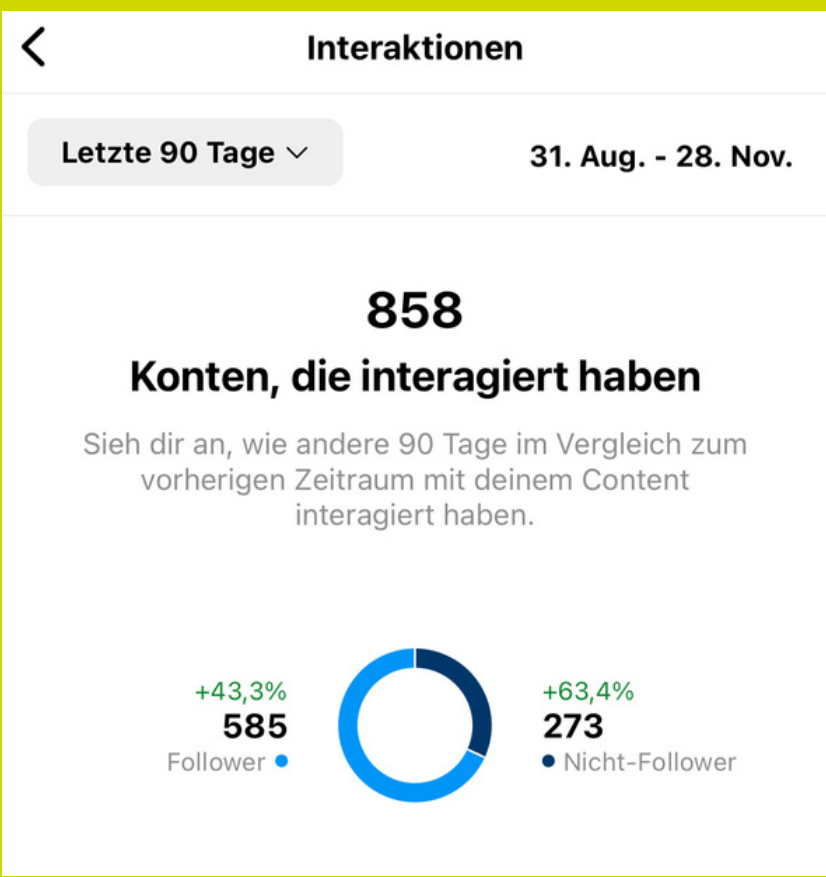 Interaktionen
Letzte 90 Tage
31. Aug. - 28. Nov.
858
Konten, die interagiert haben
Sieh dir an, wie andere 90 Tage im Vergleich zum
vorherigen Zeitraum mit deinem Content
interagiert haben.
+43,3%
585
Follower
+63,4%
273
Nicht-Follower